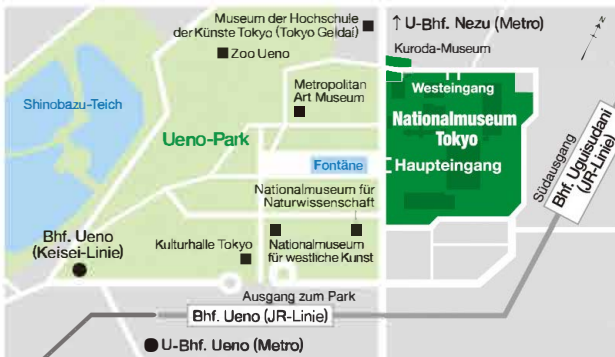 Museum der Hochschule
der Künste Tokyo (Tokyo Geidai)
↑ U-Bhf. Nezu (Metro)
Kuroda-Museum
Zoo Ueno
Westeingang
Metropolitan
Art Museum
Shinobazu-Teich
Nationalmuseum
Tokyo
Ueno-Park
Haupteingang
Fontäne
Südausgang
Bhf. Uguisudani
(JR-Linie)
Nationalmuseum für
Naturwissenschaft
Bhf. Ueno
(Keisei-Linie)
Kulturhalle Tokyo
Nationalmuseum
für westliche Kunst
Ausgang zum Park
Bhf. Ueno (JR-Linie)
U-Bhf. Ueno (Metro)